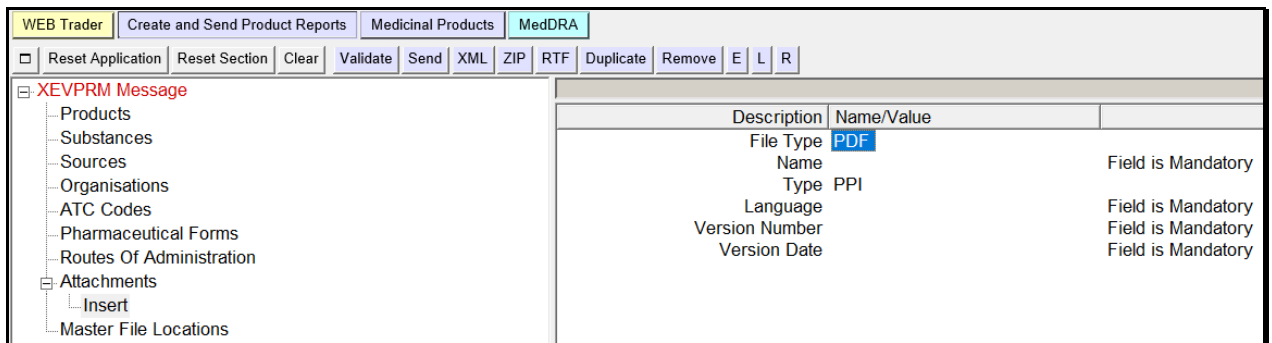 WEB Trader Create and Send Product Reports Medicinal Products MedDRA
Reset Application Reset Section Clear Validate Send XML ZIP RTF Duplicate Remove E L R
XEVPRM Message
Products
Substances
Sources
Organisations
ATC Codes
Pharmaceutical Forms
Routes Of Administration
Attachments
Insert
Master File Locations
Description Name/Value
File Type PDF
Name Field is Mandatory
Type PPI
Language Field is Mandatory
Version Number Field is Mandatory
Version Date Field is Mandatory